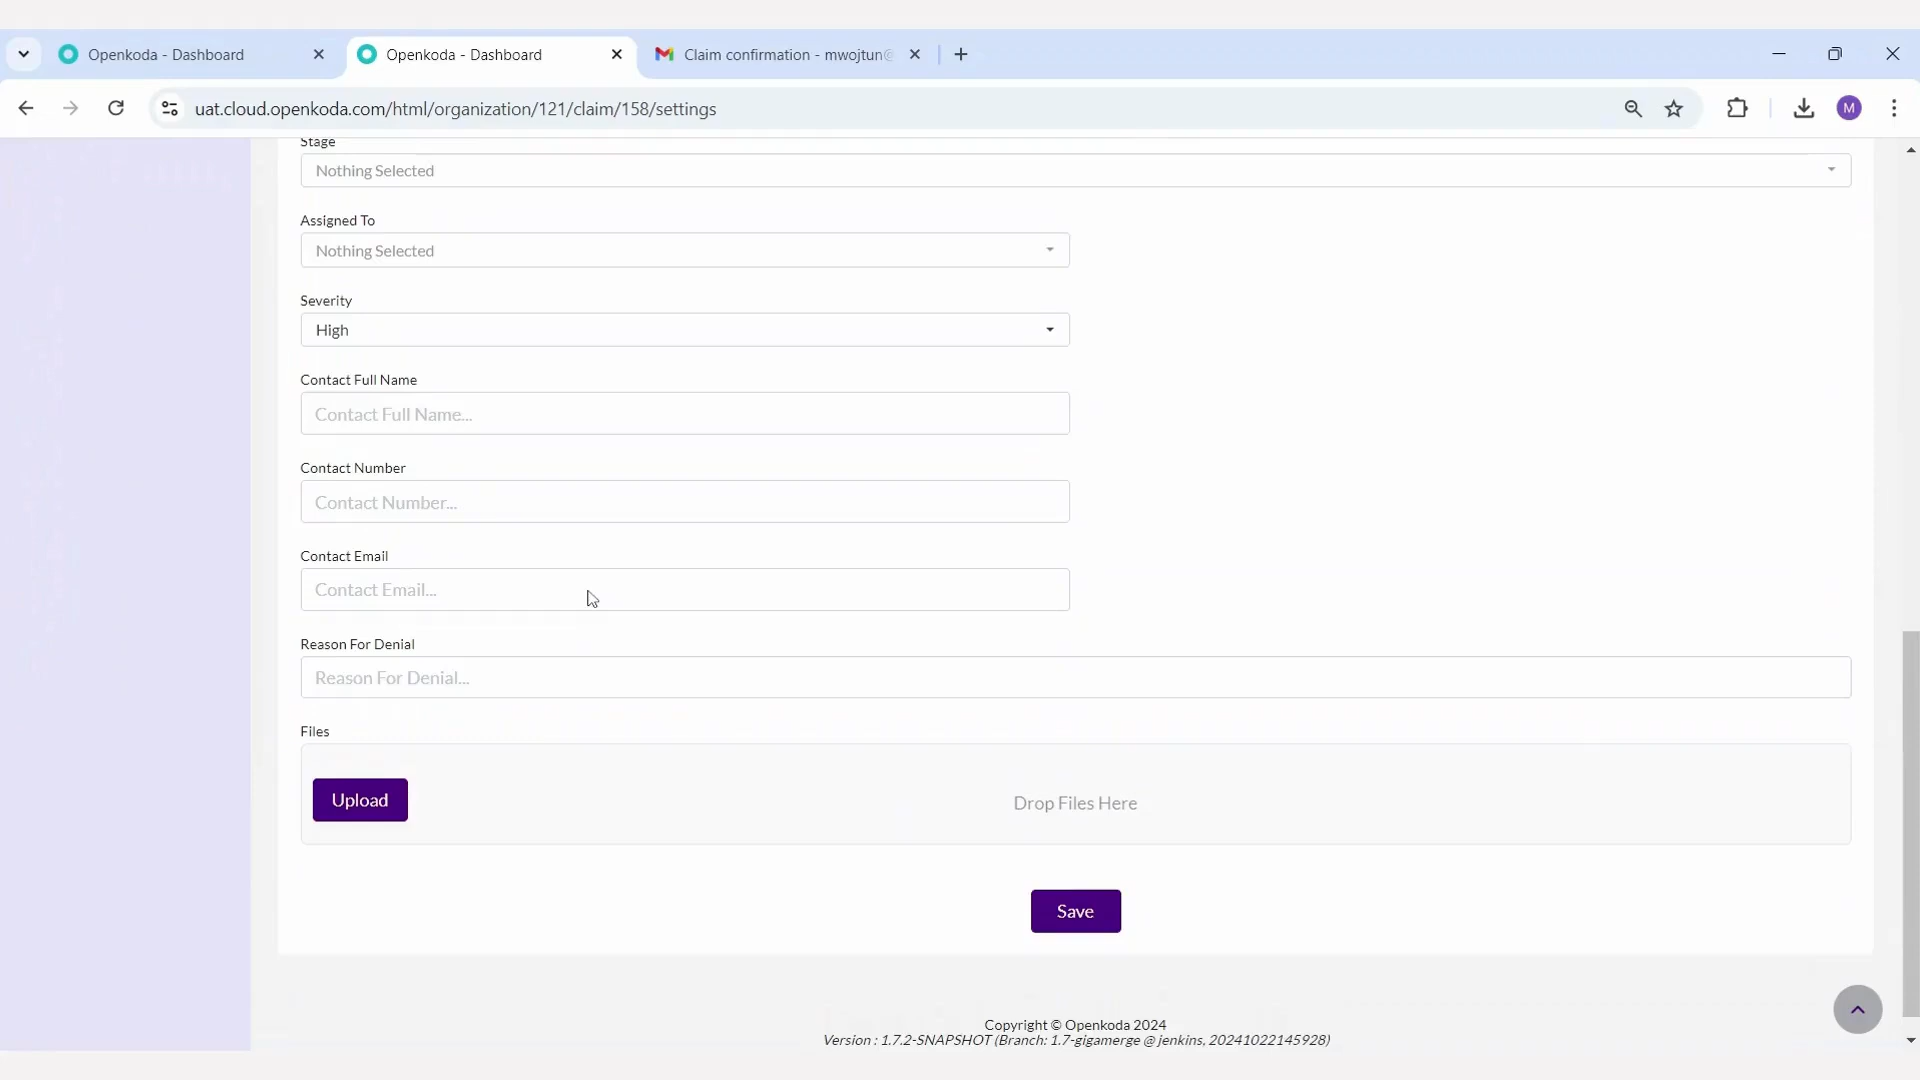 Openkoda - Dashboard
Openkoda - Dashboard
Claim confirmation - mwojtun@
uat.cloud.openkoda.com/html/organization/121/claim/158/settings
M
Stage
Nothing Selected
Assigned To
Nothing Selected
Severity
High
Contact Full Name
Contact Full Name...
Contact Number
Contact Number...
Contact Email
Contact Email...
Reason For Denial
Reason For Denial...
Files
Upload
Drop Files Here
Save
Copyright © Openkoda 2024
Version : 1.7.2-SNAPSHOT (Branch: 1.7-gigamerge @ jenkins, 20241022145928)